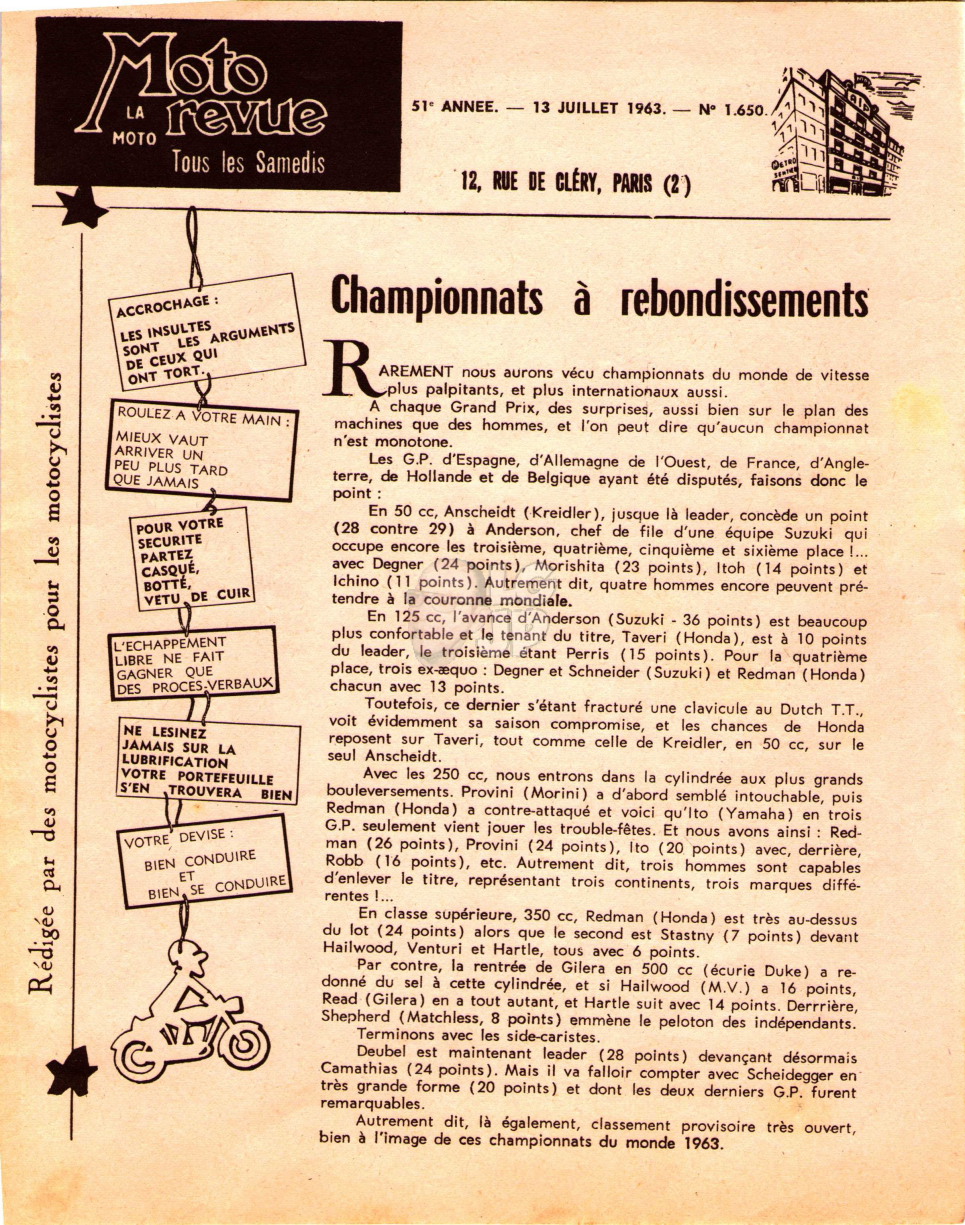 Moto
LA
MOTO
revue
Tous les Samedis
51e ANNEE. — 13 JUILLET 1963. — N° 1.650.
12, RUE DE CLÉRY, PARIS (2e)
METRO
SENTIER
Rédigée par des motocyclistes pour les motocyclistes
ACCROCHAGE :
LES INSULTES
SONT LES ARGUMENTS
DE CEUX QUI
ONT TORT.
ROULEZ A VOTRE MAIN :
MIEUX VAUT
ARRIVER UN
PEU PLUS TARD
QUE JAMAIS
POUR VOTRE
SECURITE
PARTEZ
CASQUÉ,
BOTTÉ,
VETU DE CUIR
L'ECHAPPEMENT
LIBRE NE FAIT
GAGNER QUE
DES PROCES-VERBAUX
NE LESINEZ
JAMAIS SUR LA
LUBRIFICATION
VOTRE PORTEFEUILLE
S'EN TROUVERA BIEN
VOTRE DEVISE :
BIEN CONDUIRE
ET
BIEN SE CONDUIRE
Championnats à rebondissements
RAREMENT nous aurons vécu championnats du monde de vitesse
plus palpitants, et plus internationaux aussi.
A chaque Grand Prix, des surprises, aussi bien sur le plan des
machines que des hommes, et l'on peut dire qu'aucun championnat
n'est monotone.
Les G.P. d'Espagne, d'Allemagne de l'Ouest, de France, d'Angle-
terre, de Hollande et de Belgique ayant été disputés, faisons donc le
point :
En 50 cc, Anscheidt (Kreidler), jusque là leader, concède un point
(28 contre 29) à Anderson, chef de file d'une équipe Suzuki qui
occupe encore les troisième, quatrième, cinquième et sixième place !...
avec Degner (24 points), Morishita (23 points), Itoh (14 points) et
Ichino (11 points). Autrement dit, quatre hommes encore peuvent pré-
tendre à la couronne mondiale.
En 125 cc, l'avance d'Anderson (Suzuki - 36 points) est beaucoup
plus confortable et le tenant du titre, Taveri (Honda), est à 10 points
du leader, le troisième étant Perris (15 points). Pour la quatrième
place, trois ex-æquo : Degner et Schneider (Suzuki) et Redman (Honda)
chacun avec 13 points.
Toutefois, ce dernier s'étant fracturé une clavicule au Dutch T.T.,
voit évidemment sa saison compromise, et les chances de Honda
reposent sur Taveri, tout comme celle de Kreidler, en 50 cc, sur le
seul Anscheidt.
Avec les 250 cc, nous entrons dans la cylindrée aux plus grands
bouleversements. Provini (Morini) a d'abord semblé intouchable, puis
Redman (Honda) a contre-attaqué et voici qu'Ito (Yamaha) en trois
G.P. seulement vient jouer les trouble-fêtes. Et nous avons ainsi : Red-
man (26 points), Provini (24 points), Ito (20 points) avec, derrière,
Robb (16 points), etc. Autrement dit, trois hommes sont capables
d'enlever le titre, représentant trois continents, trois marques diffé-
rentes !...
En classe supérieure, 350 cc, Redman (Honda) est très au-dessus
du lot (24 points) alors que le second est Stastny (7 points) devant
Hailwood, Venturi et Hartle, tous avec 6 points.
Par contre, la rentrée de Gilera en 500 cc (écurie Duke) a re-
donné du sel à cette cylindrée, et si Hailwood (M.V.) a 16 points,
Read (Gilera) en a tout autant, et Hartle suit avec 14 points. Derrrière,
Shepherd (Matchless, 8 points) emmène le peloton des indépendants.
Terminons avec les side-caristes.
Deubel est maintenant leader (28 points) devançant désormais
Camathias (24 points). Mais il va falloir compter avec Scheidegger en
très grande forme (20 points) et dont les deux derniers G.P. furent
remarquables.
Autrement dit, là également, classement provisoire très ouvert,
bien à l'image de ces championnats du monde 1963.